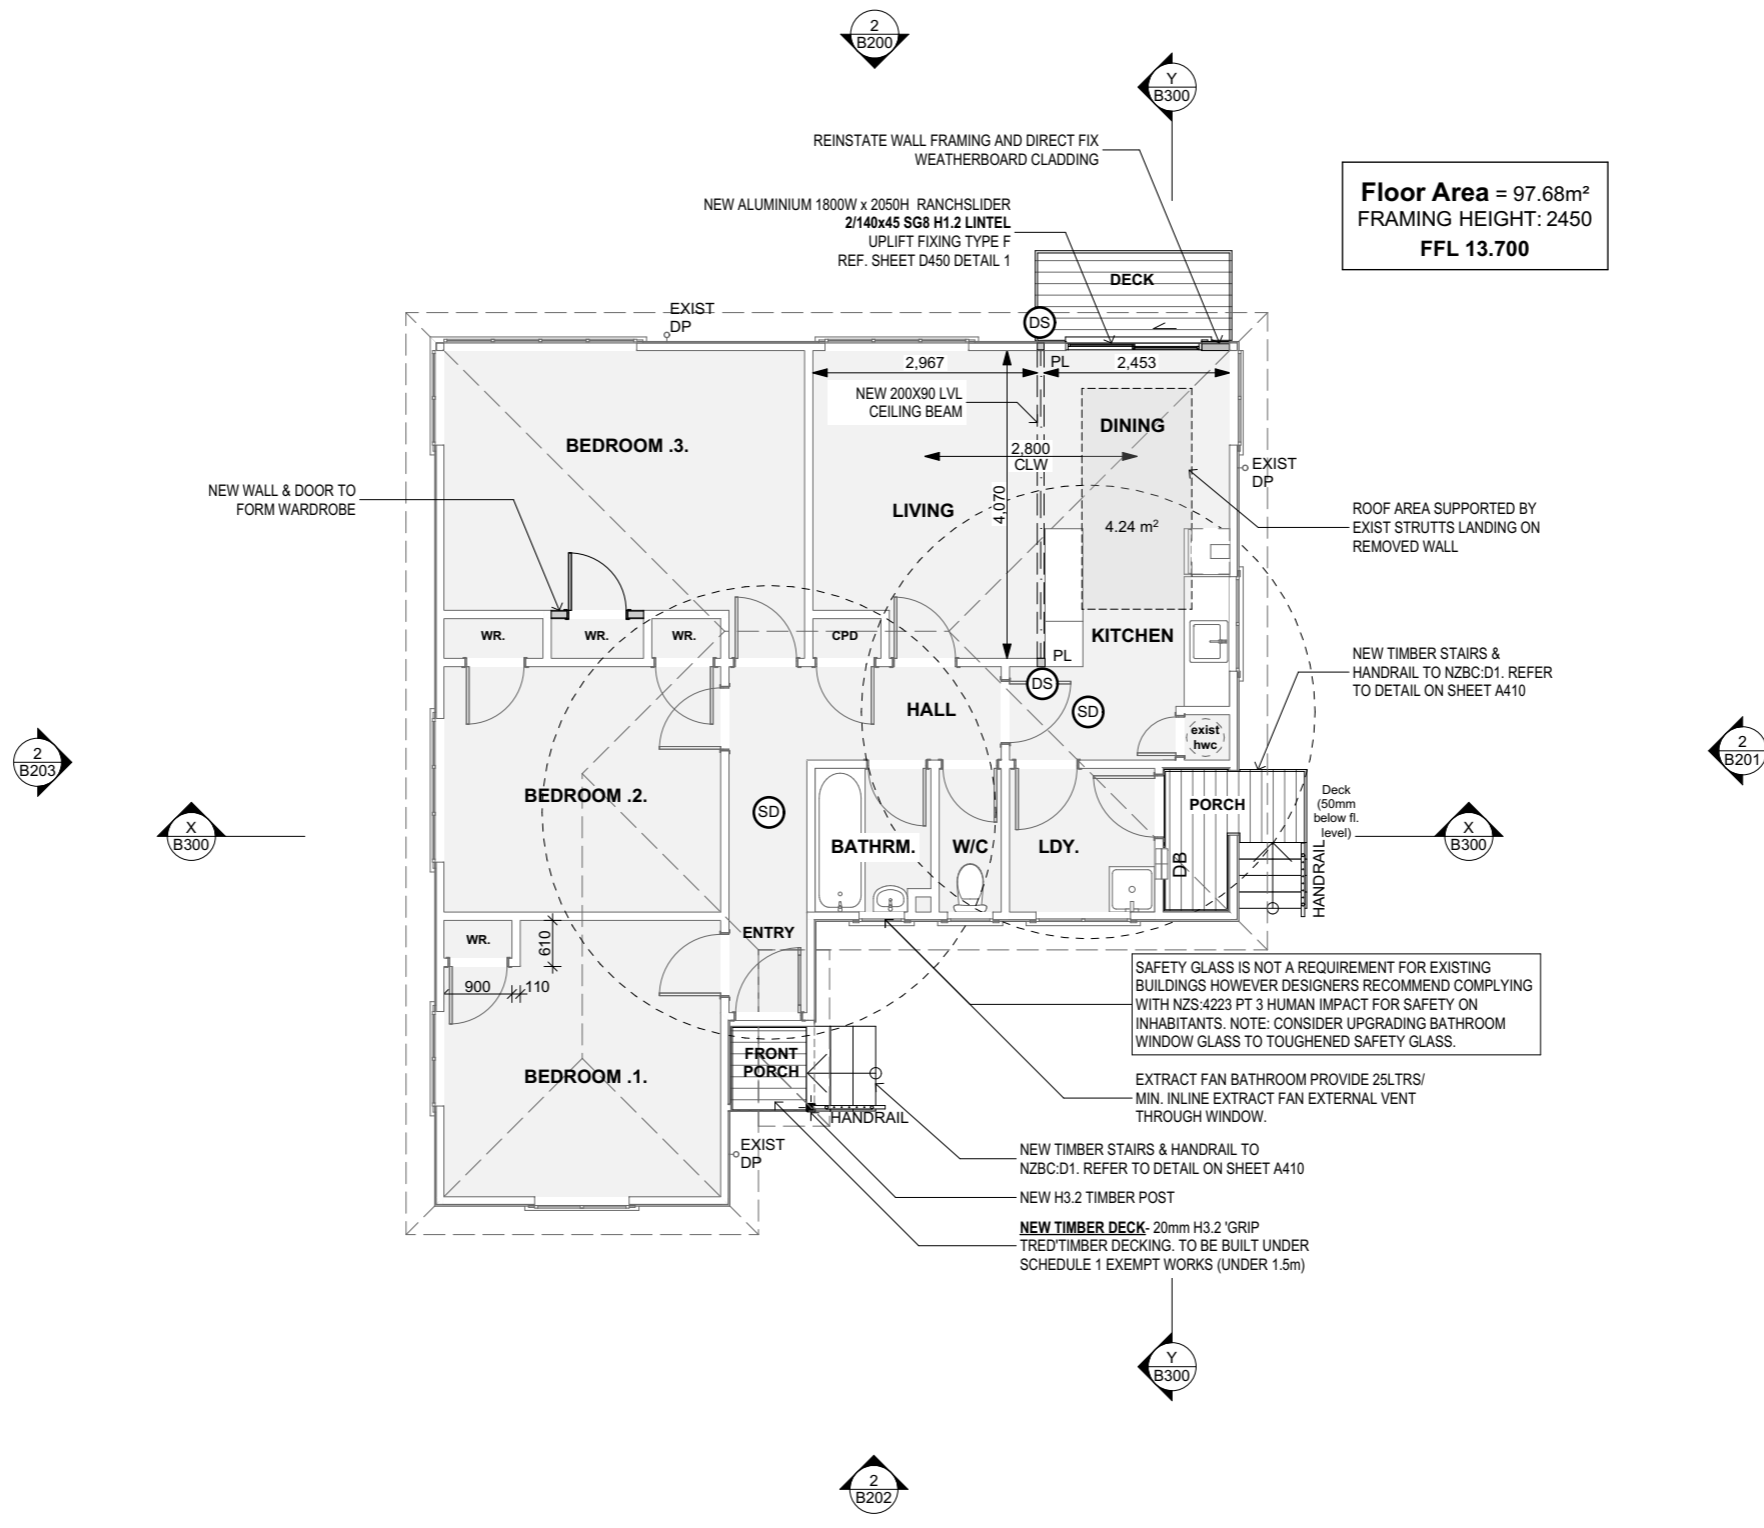 2
B200
Y
B300
REINSTATE WALL FRAMING AND DIRECT FIX
WEATHERBOARD CLADDING
Floor Area = 97.68m²
FRAMING HEIGHT: 2450
FFL 13.700
NEW ALUMINIUM 1800W x 2050H RANCHSLIDER
2/140x45 SG8 H1.2 LINTEL
UPLIFT FIXING TYPE F
REF. SHEET D450 DETAIL 1
DECK
EXIST
DP
DS
2,967
PL
2,453
NEW 200X90 LVL
CEILING BEAM
DINING
BEDROOM .3.
2,800
CLW
EXIST
DP
NEW WALL & DOOR TO
FORM WARDROBE
LIVING
4,070
4.24 m²
ROOF AREA SUPPORTED BY
EXIST STRUTTS LANDING ON
REMOVED WALL
WR.
WR.
WR.
CPD
KITCHEN
PL
NEW TIMBER STAIRS &
HANDRAIL TO NZBC:D1. REFER
TO DETAIL ON SHEET A410
DS
HALL
SD
exist
hwc
2
B203
2
B201
BEDROOM .2.
SD
PORCH
Deck
(50mm
below fl.
level)
X
B300
X
B300
BATHRM.
W/C
LDY.
DB
HANDRAIL
WR.
610
ENTRY
900
110
SAFETY GLASS IS NOT A REQUIREMENT FOR EXISTING
BUILDINGS HOWEVER DESIGNERS RECOMMEND COMPLYING
WITH NZS:4223 PT 3 HUMAN IMPACT FOR SAFETY ON
INHABITANTS. NOTE: CONSIDER UPGRADING BATHROOM
WINDOW GLASS TO TOUGHENED SAFETY GLASS.
FRONT
PORCH
BEDROOM .1.
HANDRAIL
EXTRACT FAN BATHROOM PROVIDE 25LTRS/
MIN. INLINE EXTRACT FAN EXTERNAL VENT
THROUGH WINDOW.
EXIST
DP
NEW TIMBER STAIRS & HANDRAIL TO
NZBC:D1. REFER TO DETAIL ON SHEET A410
NEW H3.2 TIMBER POST
NEW TIMBER DECK- 20mm H3.2 'GRIP
TRED'TIMBER DECKING. TO BE BUILT UNDER
SCHEDULE 1 EXEMPT WORKS (UNDER 1.5m)
Y
B300
2
B202